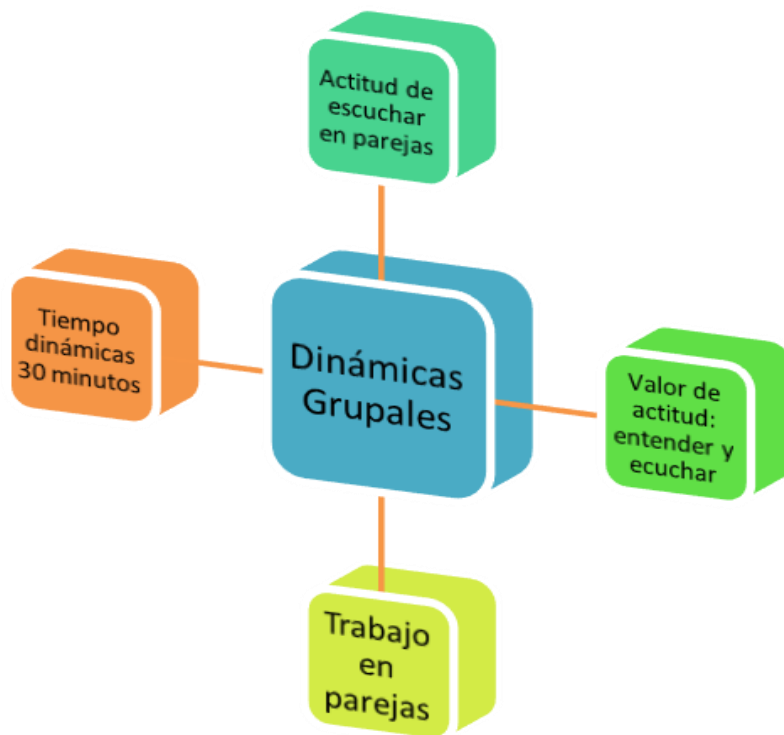 Actitud de
escuchar
en parejas
Tiempo
dinámicas
30 minutos
Dinámicas
Grupales
Valor de
actitud:
entender y
ecuchar
Trabajo
en
parejas